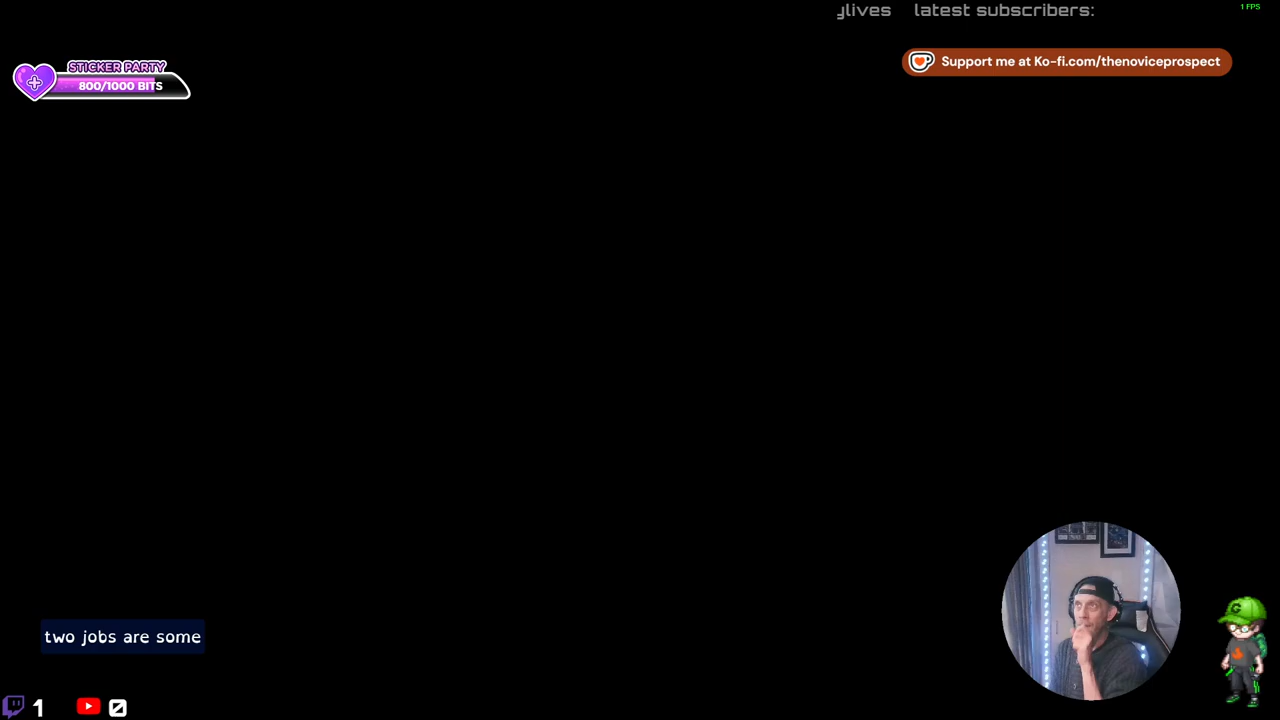 ylives latest subscribers:
1 FPS
Support me at Ko-fi.com/thenoviceprospect
STICKER PARTY
800/1000 BITS
two jobs are some
1 0